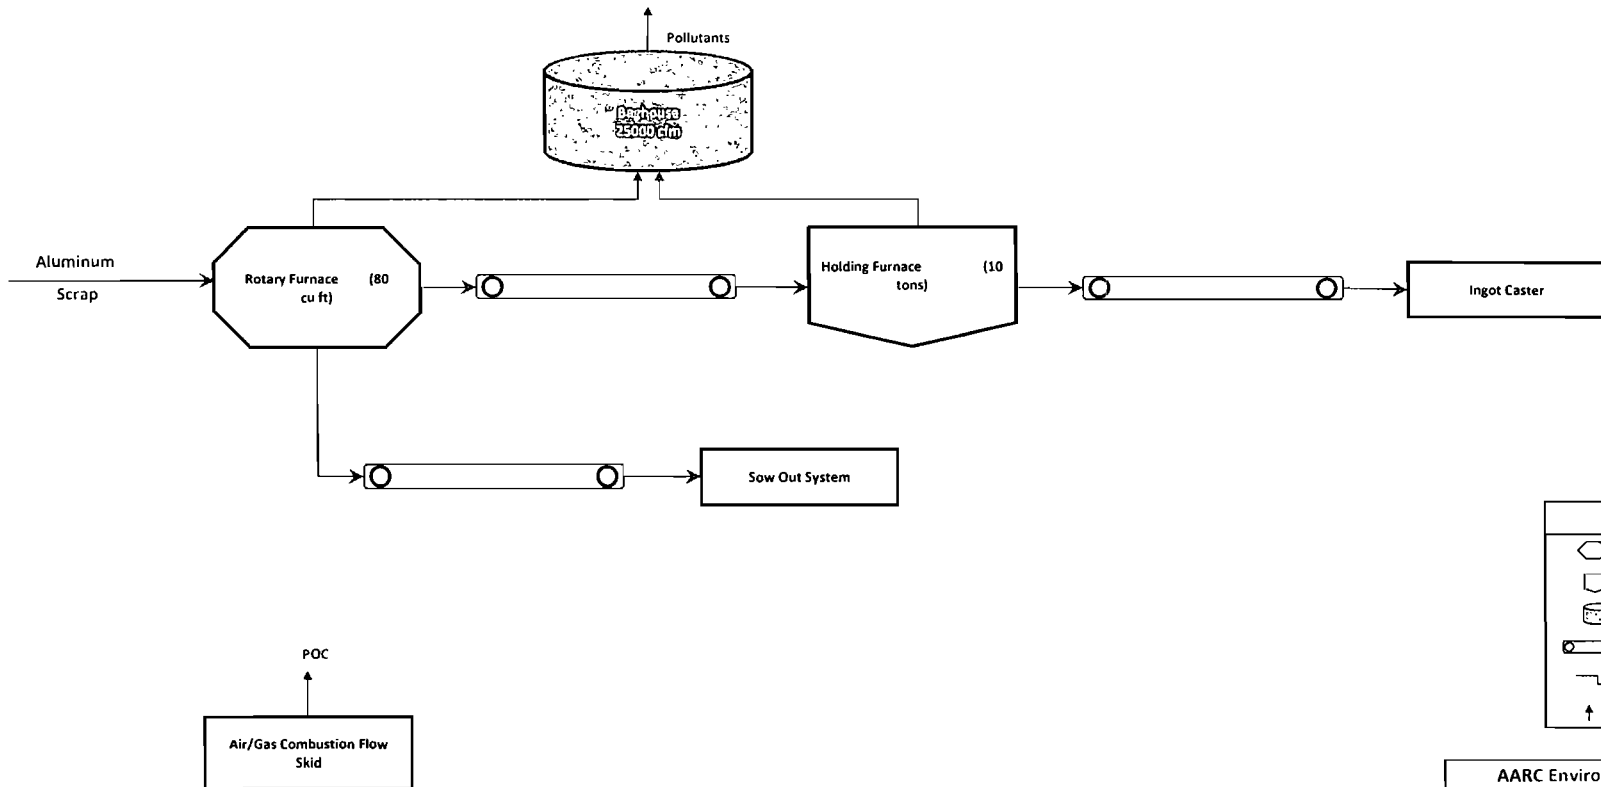 Pollutants
Baghouse
25000 cfm
Aluminum
Scrap
Rotary Furnace (80
cu ft)
Holding Furnace (10
tons)
Ingot Caster
Sow Out System
POC
Air/Gas Combustion Flow
Skid
AARC Enviro